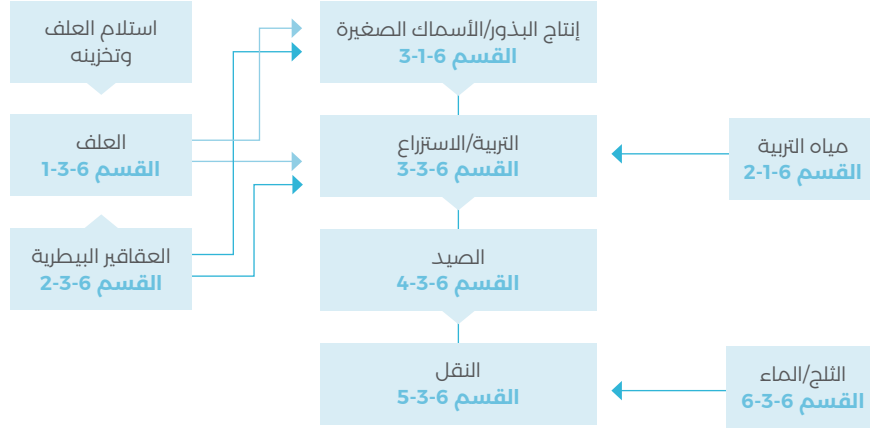 إنتاج البذور/الأسماك الصغيرة
القسم 6-1-3
استلام العلف
وتخزينه
مياه التربية
القسم 6-1-2
التربية/الاستزراع
القسم 6-3-3
العلف
القسم 6-3-1
الصيد
القسم 6-3-4
العقاقير البيطرية
القسم 6-3-2
الثلج/الماء
القسم 6-3-6
النقل
القسم 6-3-5